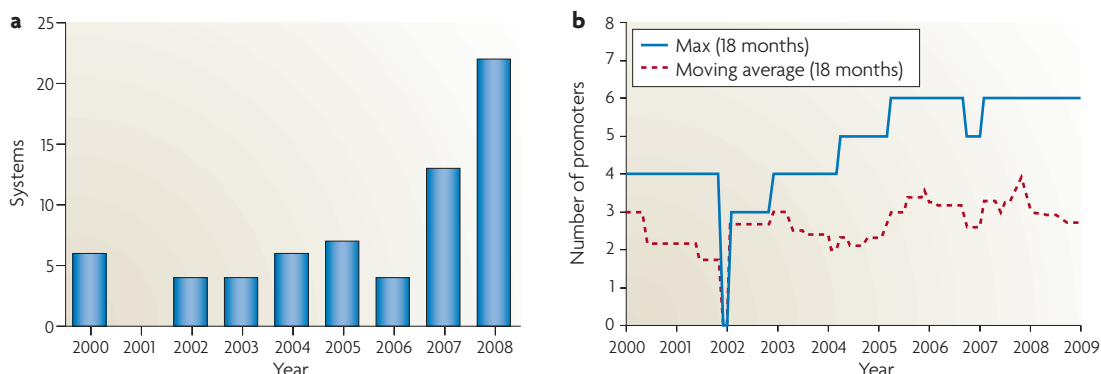 a
25
20
15
10
5
0
Systems
2000 2001 2002 2003 2004 2005 2006 2007 2008
Year
b
8
7
6
5
4
3
2
1
0
Number of promoters
Max (18 months)
Moving average (18 months)
2000 2001 2002 2003 2004 2005 2006 2007 2008 2009
Year